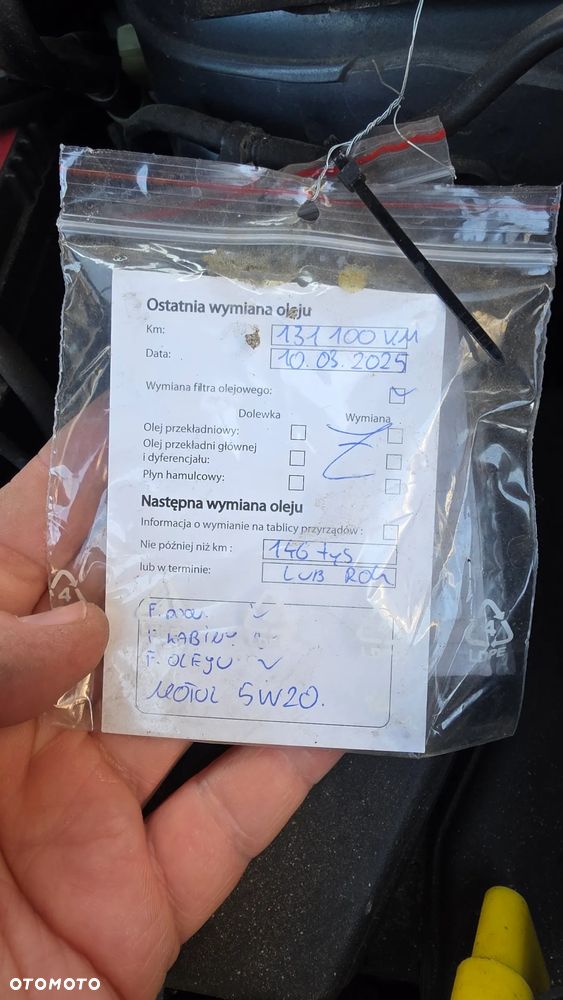 Ostatnia wymiana oleju
Km: 131 100 KM
Data: 10.03.2025
Wymiana filtra olejowego:
Dolewka Wymiana
Olej przekładniowy:
Olej przekładni głównej
i dyferencjału:
Płyn hamulcowy:
Następna wymiana oleju
Informacja o wymianie na tablicy przyrządów:
Nie później niż km: 146 tyś
lub w terminie: LUB ROK
F.
F. KABINY
F. OLEJU
MOTUL 5W20.
OTOMOTO